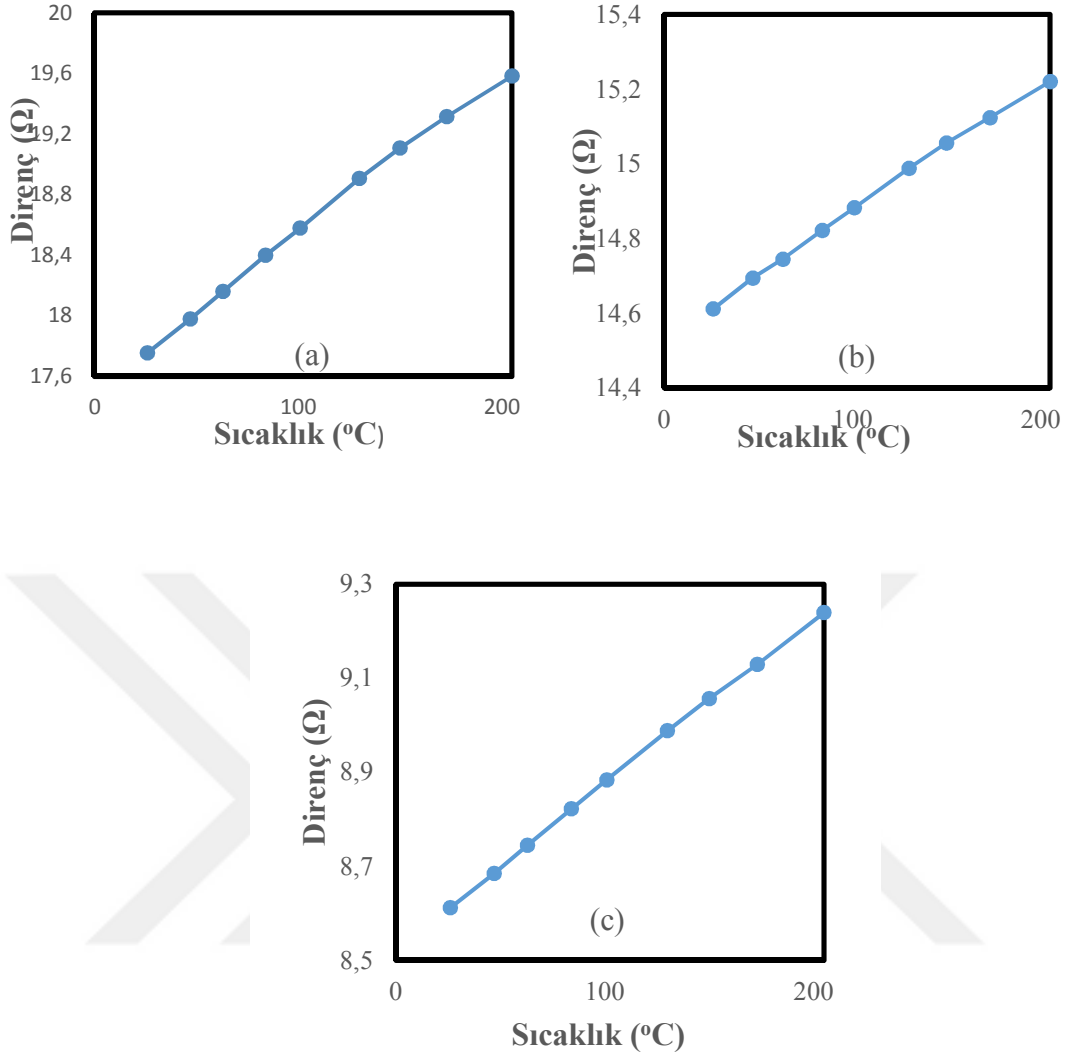 20
19,6
19,2
18,8
18,4
18
17,6
Direnç (Ω)
(a)
0 100 200
Sıcaklık (ºC)
15,4
15,2
15
14,8
14,6
14,4
Direnç (Ω)
(b)
0 100 200
Sıcaklık (ºC)
9,3
9,1
8,9
8,7
8,5
Direnç (Ω)
(c)
0 100 200
Sıcaklık (ºC)